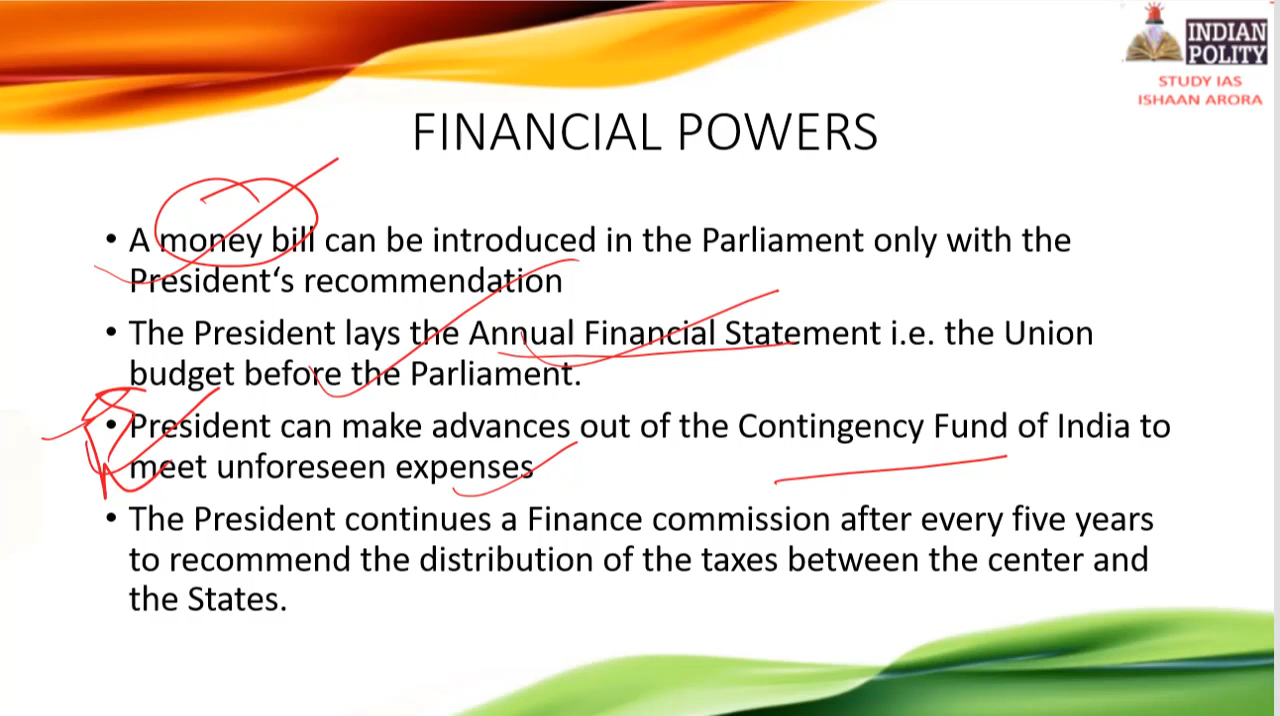 INDIAN
POLITY
STUDY IAS
ISHAAN ARORA
FINANCIAL POWERS
• A money bill can be introduced in the Parliament only with the
President‘s recommendation
• The President lays the Annual Financial Statement i.e. the Union
budget before the Parliament.
• President can make advances out of the Contingency Fund of India to
meet unforeseen expenses
• The President continues a Finance commission after every five years
to recommend the distribution of the taxes between the center and
the States.